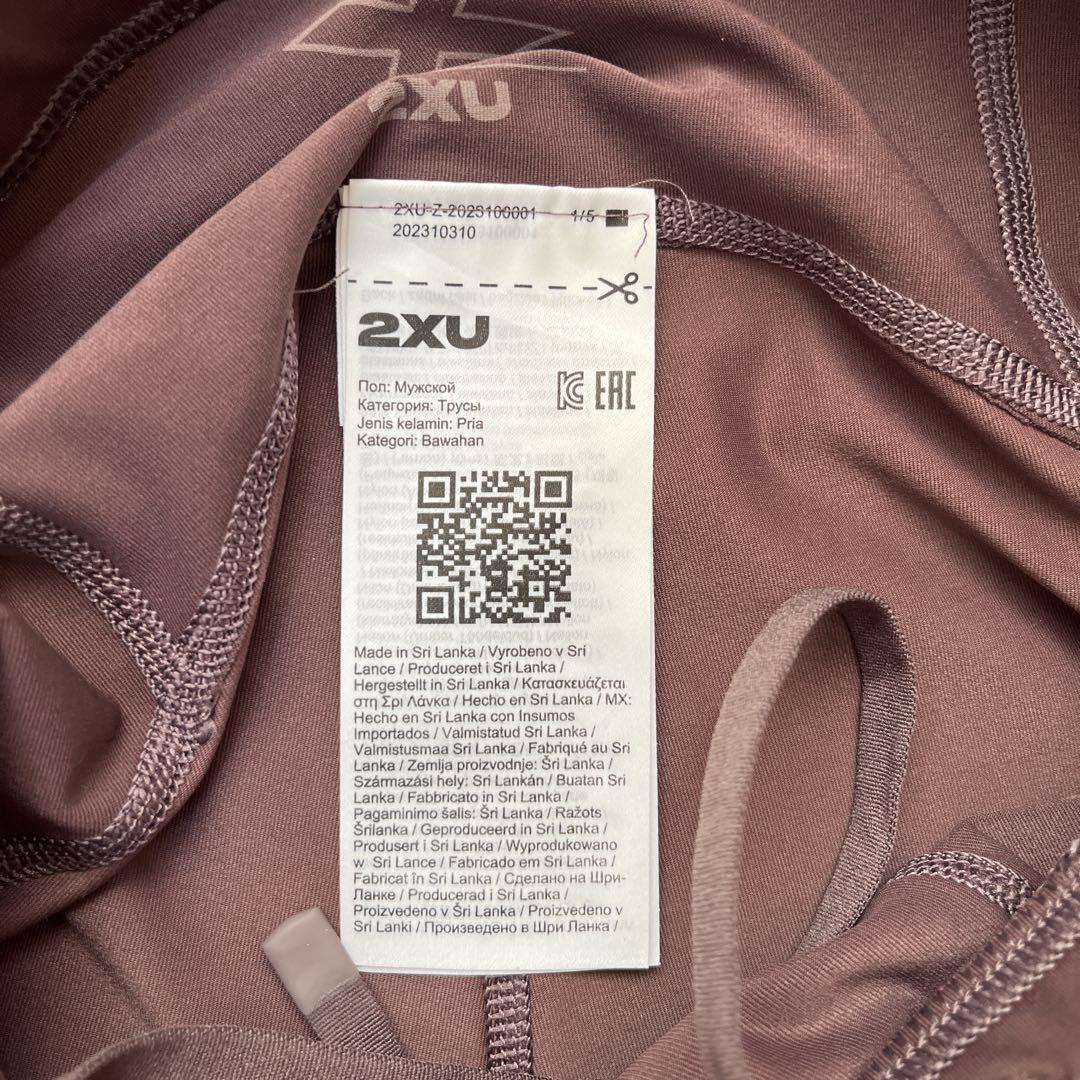 2XU
2XU-Z-2023100001 1/5
202310310
2XU
Пол: Мужской
Категория: Трусы
Jenis kelamin: Pria
Kategori: Bawahan
EAC
Made in Sri Lanka / Vyrobeno v Srí
Lance / Produceret i Sri Lanka /
Hergestellt in Sri Lanka / Κατασκευάζεται
στη Σρι Λάνκα / Hecho en Sri Lanka / MX:
Hecho en Sri Lanka con Insumos
Importados / Valmistatud Sri Lanka /
Valmistusmaa Sri Lanka / Fabriqué au Sri
Lanka / Zemlja proizvodnje: Šri Lanka /
Származási hely: Sri Lankán / Buatan Sri
Lanka / Fabbricato in Sri Lanka /
Pagaminimo šalis: Šri Lanka / Ražots
Šrilanka / Geproduceerd in Sri Lanka /
Produsert i Sri Lanka / Wyprodukowano
w Sri Lance / Fabricado em Sri Lanka /
Fabricat în Sri Lanka / Сделано на Шри-
Ланке / Producerad i Sri Lanka /
Proizvedeno v Šri Lanka / Proizvedeno v
Sri Lanki / Произведено в Шри Ланка /